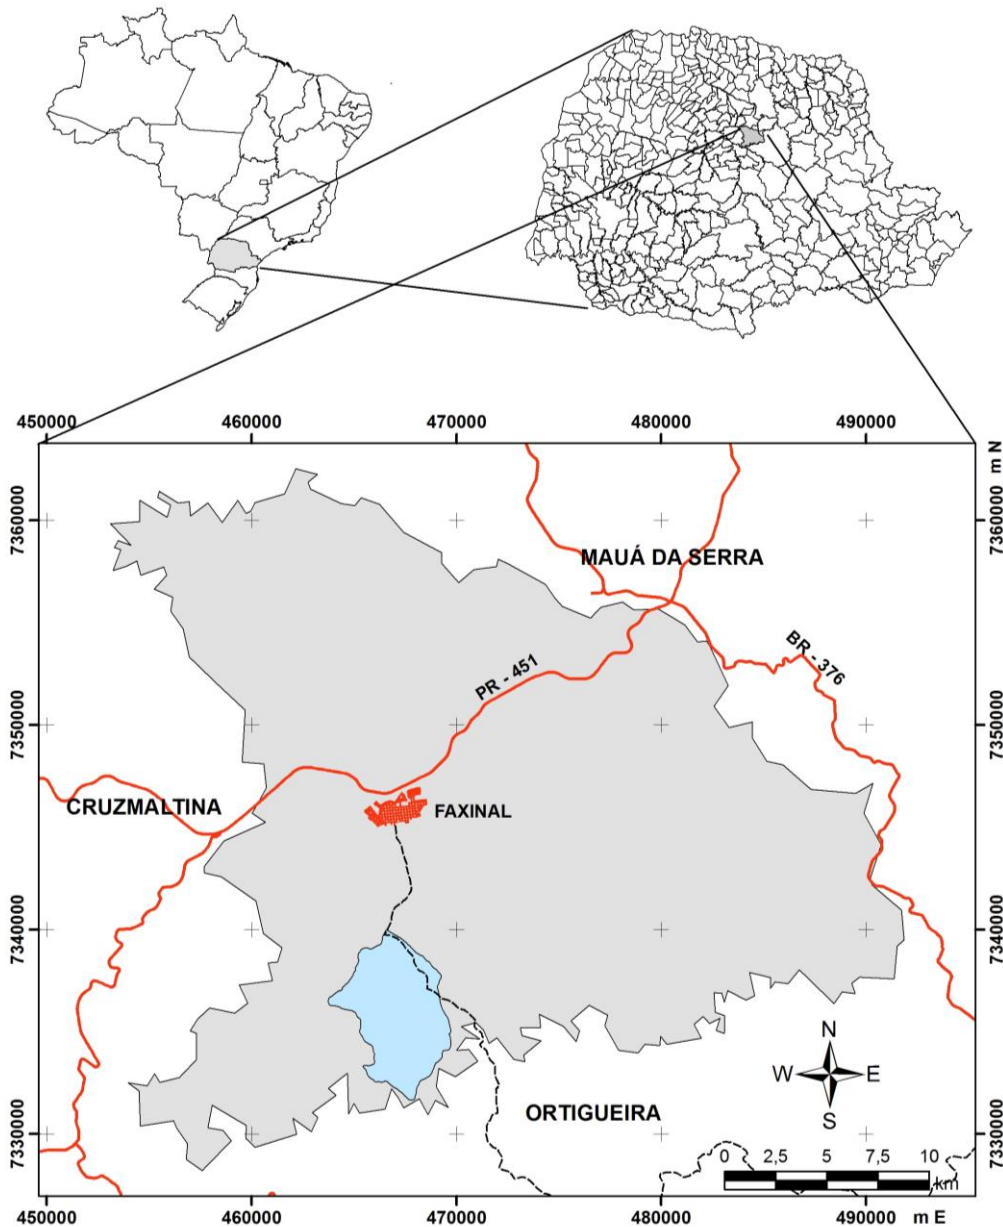 450000 460000 470000 480000 490000
7360000
7360000 m N
MAUÁ DA SERRA
BR - 376
PR - 451
7350000
7350000
CRUZMALTINA
FAXINAL
7340000
7340000
N
W E
S
ORTIGUEIRA
7330000
7330000
0 2,5 5 7,5 10
km
450000 460000 470000 480000 490000
m E